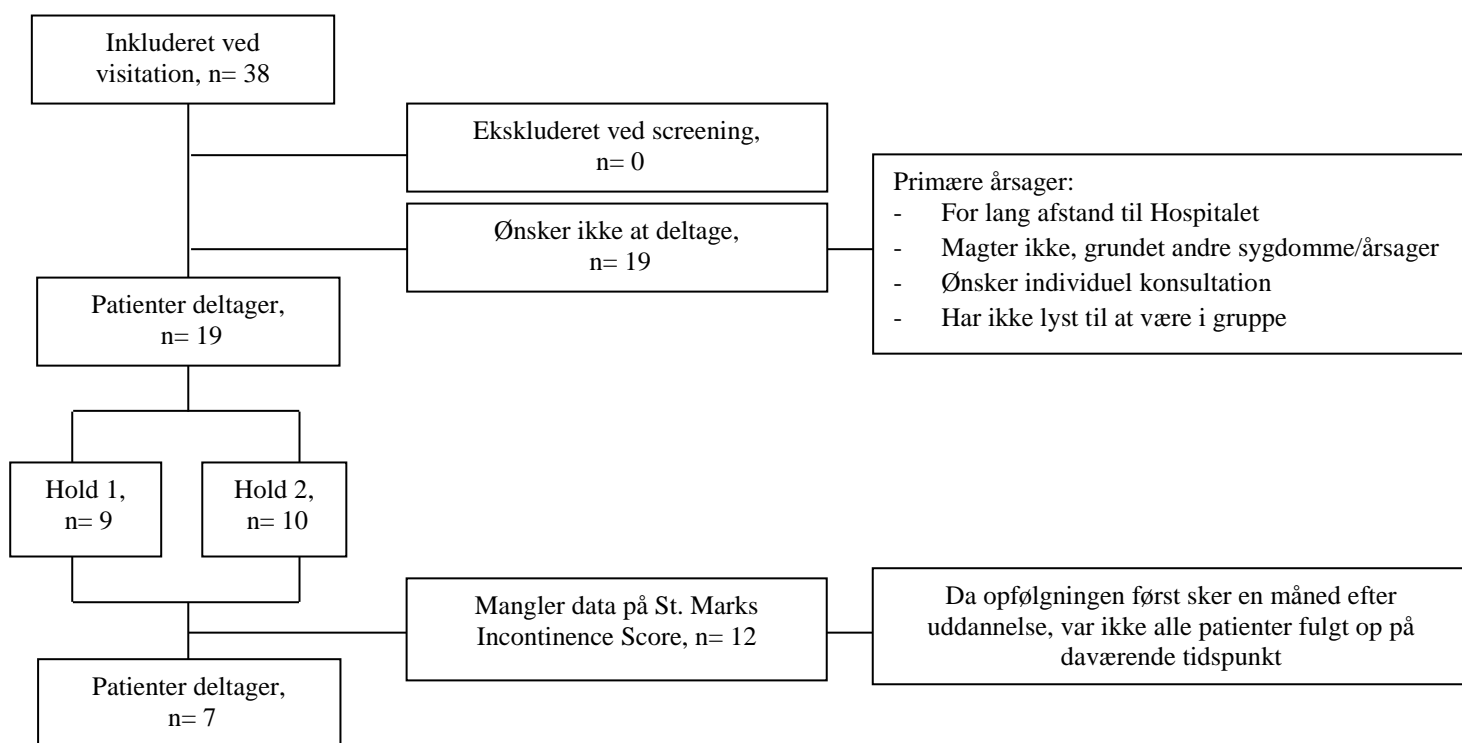 Inkluderet ved
visitation, n= 38
Ekskluderet ved screening,
n= 0
Ønsker ikke at deltage,
n= 19
Primære årsager:
- For lang afstand til Hospitalet
- Magter ikke, grundet andre sygdomme/årsager
- Ønsker individuel konsultation
- Har ikke lyst til at være i gruppe
Patienter deltager,
n= 19
Hold 1,
n= 9
Hold 2,
n= 10
Mangler data på St. Marks
Incontinence Score, n= 12
Da opfølgningen først sker en måned efter
uddannelse, var ikke alle patienter fulgt op på
daværende tidspunkt
Patienter deltager,
n= 7